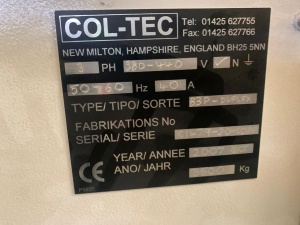 COL-TEC Tel: 01425 627755
Fax: 01425 627766
NEW MILTON, HAMPSHIRE, ENGLAND BH25 5NN
3 PH 380-440 V N
50/60 Hz 40 A
TYPE/ TIPO/ SORTE
FABRIKATIONS No
SERIAL/ SERIE
YEAR/ ANNEE
ANO/ JAHR Kg
CE